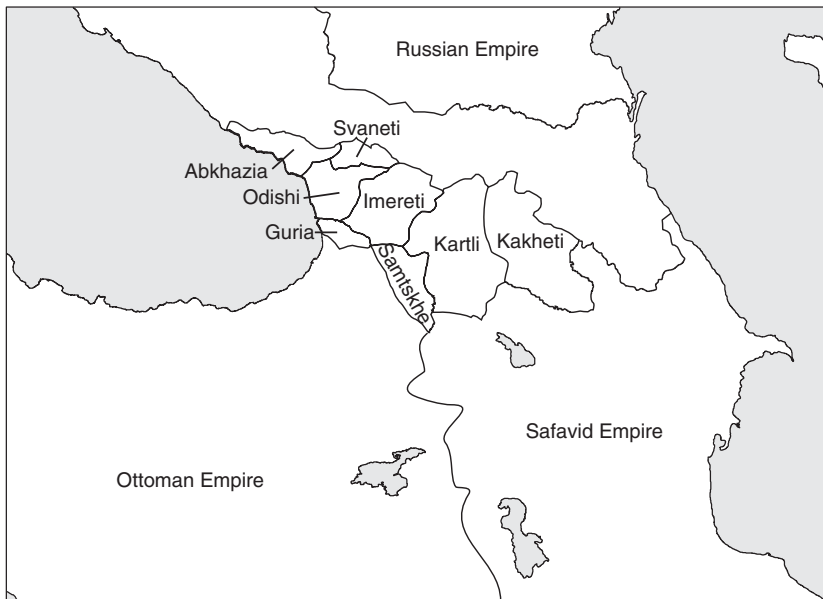 Russian Empire
Svaneti
Abkhazia
Odishi
Imereti
Guria
Kartli
Kakheti
Samtskhe
Safavid Empire
Ottoman Empire